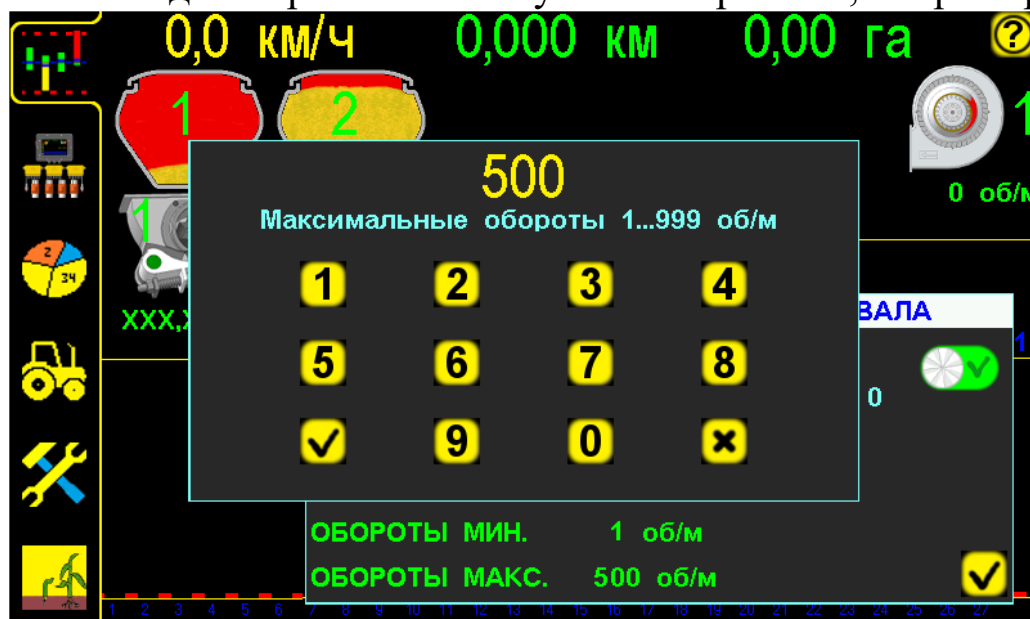 0,0 км/ч 0,000 км 0,00 га ?
1 2 1
0 об/м
1
500
Максимальные обороты 1...999 об/м
1 2 3 4
5 6 7 8
9 0
2 34
ХХХ,
ВАЛА
1
0
ОБОРОТЫ МИН. 1 об/м
ОБОРОТЫ МАКС. 500 об/м
1 2 3 4 5 6 7 8 9 10 11 12 13 14 15 16 17 18 19 20 21 22 23 24 25 26 27